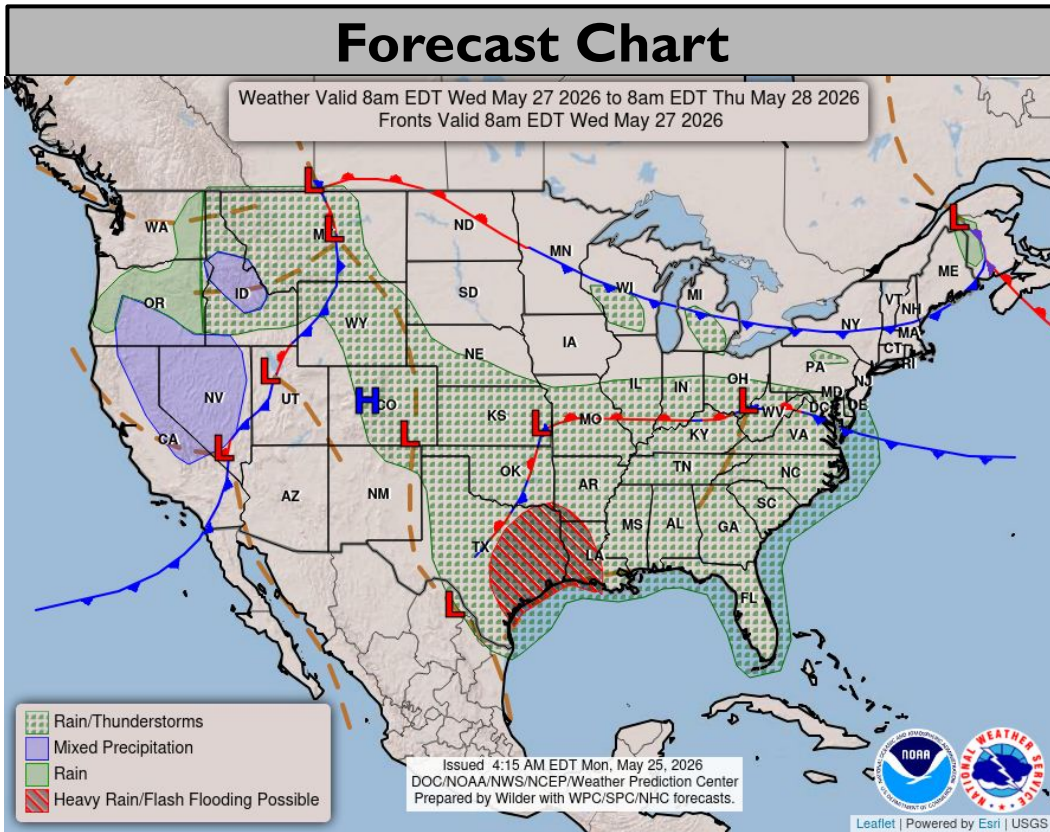 Forecast Chart
Weather Valid 8am EDT Wed May 27 2026 to 8am EDT Thu May 28 2026
Fronts Valid 8am EDT Wed May 27 2026
L
L
WA
ND
MN
L
ME
OR
ID
SD
WI
MI
VT
NH
NY
MA
CT
RI
WY
IA
NE
PA
NJ
L
NV
UT
H
CO
KS
L
MO
IL
IN
OH
L
WV
MD
DC
DE
VA
KY
CA
L
L
OK
AR
TN
NC
SC
AZ
NM
TX
LA
MS
AL
GA
FL
L
Rain/Thunderstorms
Mixed Precipitation
Rain
Heavy Rain/Flash Flooding Possible
Issued 4:15 AM EDT Mon, May 25, 2026
DOC/NOAA/NWS/NCEP/Weather Prediction Center
Prepared by Wilder with WPC/SPC/NHC forecasts.
NOAA
NATIONAL WEATHER SERVICE
Leaflet | Powered by Esri | USGS